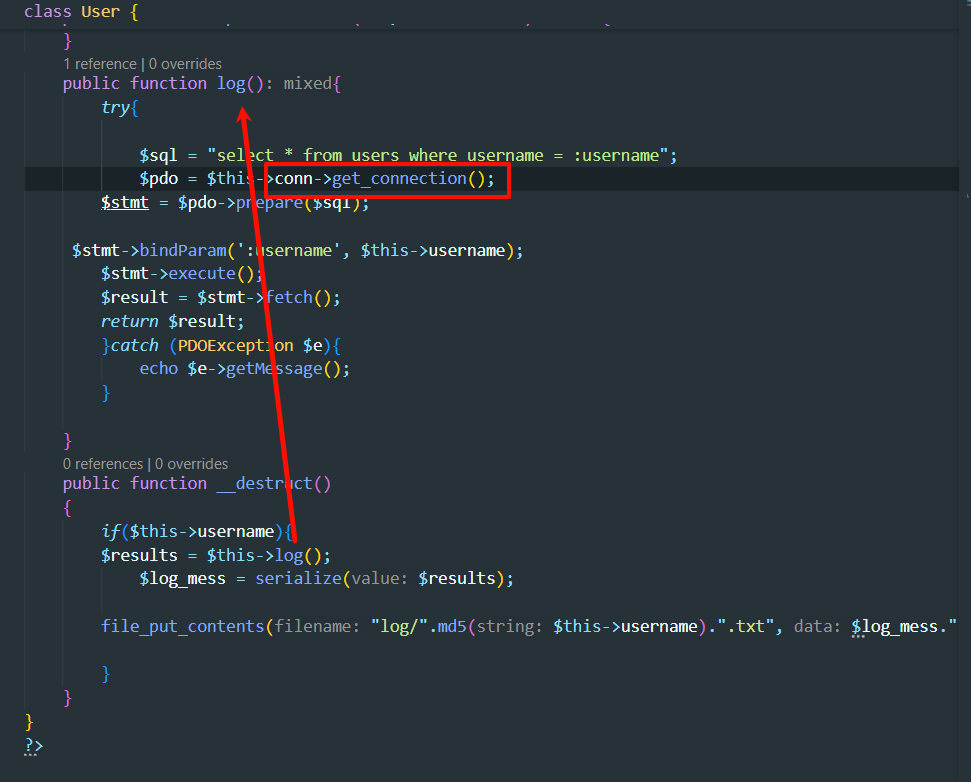 class User {
}
1 reference | 0 overrides
public function log(): mixed{
try{
$sql = "select * from users where username = :username";
$pdo = $this->conn->get_connection();
$stmt = $pdo->prepare($sql);
$stmt->bindParam(':username', $this->username);
$stmt->execute();
$result = $stmt->fetch();
return $result;
}catch (PDOException $e){
echo $e->getMessage();
}
}
0 references | 0 overrides
public function __destruct()
{
if($this->username){
$results = $this->log();
$log_mess = serialize(value: $results);
file_put_contents(filename: "log/".md5(string: $this->username).".txt", data: $log_mess."
}
}
}
?>